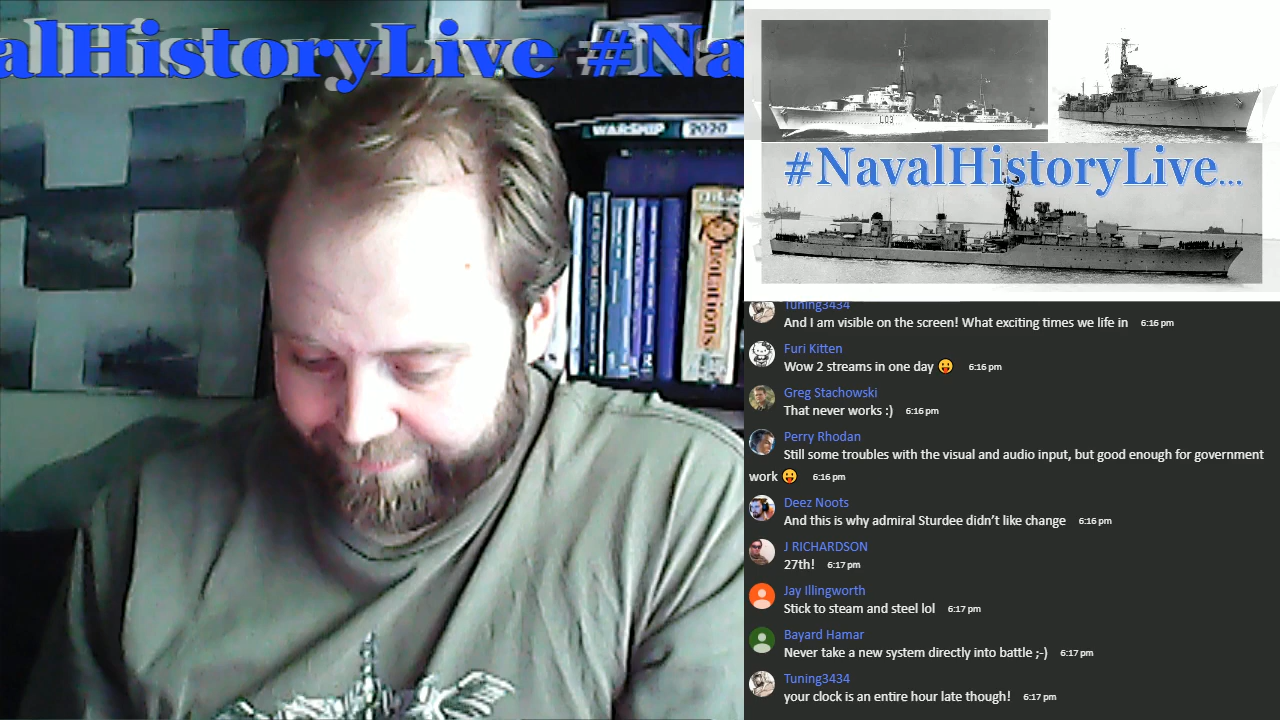 alHistoryLive #Na
WARSHIP 2020
Quotations
L03
#NavalHistoryLive...
Tuning3434
And I am visible on the screen! What exciting times we life in 6:16 pm
Furi Kitten
Wow 2 streams in one day 😛 6:16 pm
Greg Stachowski
That never works :) 6:16 pm
Perry Rhodan
Still some troubles with the visual and audio input, but good enough for government
work 😛 6:16 pm
Deez Noots
And this is why admiral Sturdee didn’t like change 6:16 pm
J RICHARDSON
27th! 6:17 pm
Jay Illingworth
Stick to steam and steel lol 6:17 pm
Bayard Hamar
Never take a new system directly into battle ;-) 6:17 pm
Tuning3434
your clock is an entire hour late though! 6:17 pm